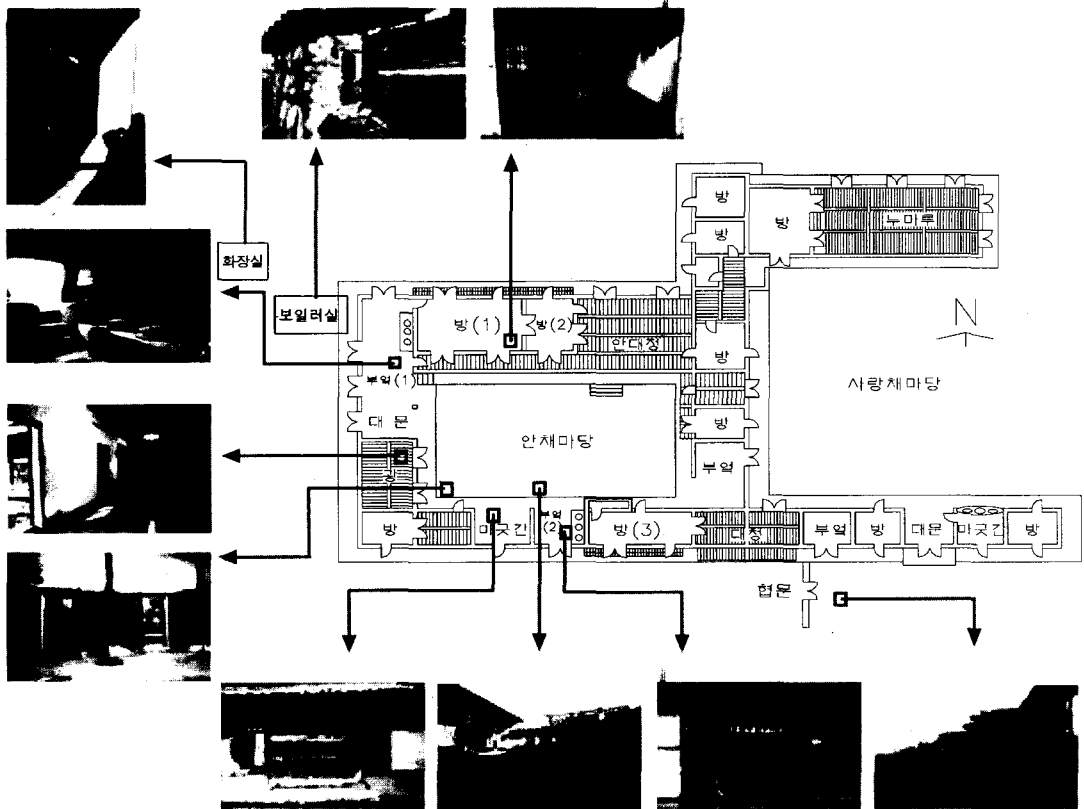 방
방
방
누마루
화장실
보일러실
N
방(1)
방(2)
안대청
방
사랑채마당
부엌(1)
대문
안채마당
방
광
부엌
방
마굿간
부엌
(2)
방(3)
대청
부엌
방
대문
마굿간
방
협문